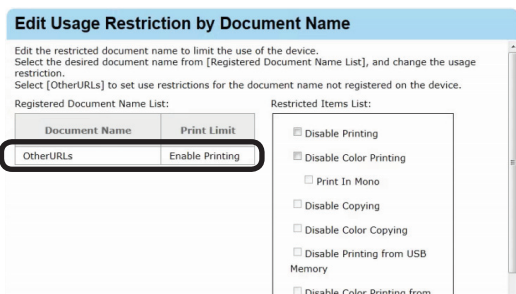 Edit Usage Restriction by Document Name
Edit the restricted document name to limit the use of the device.
Select the desired document name from [Registered Document Name List], and change the usage
restriction.
Select [OtherURLs] to set use restrictions for the document name not registered on the device.
Registered Document Name List:
Document Name Print Limit
OtherURLs Enable Printing
Restricted Items List:
Disable Printing
Disable Color Printing
Print In Mono
Disable Copying
Disable Color Copying
Disable Printing from USB
Memory
Disable Color Printing from